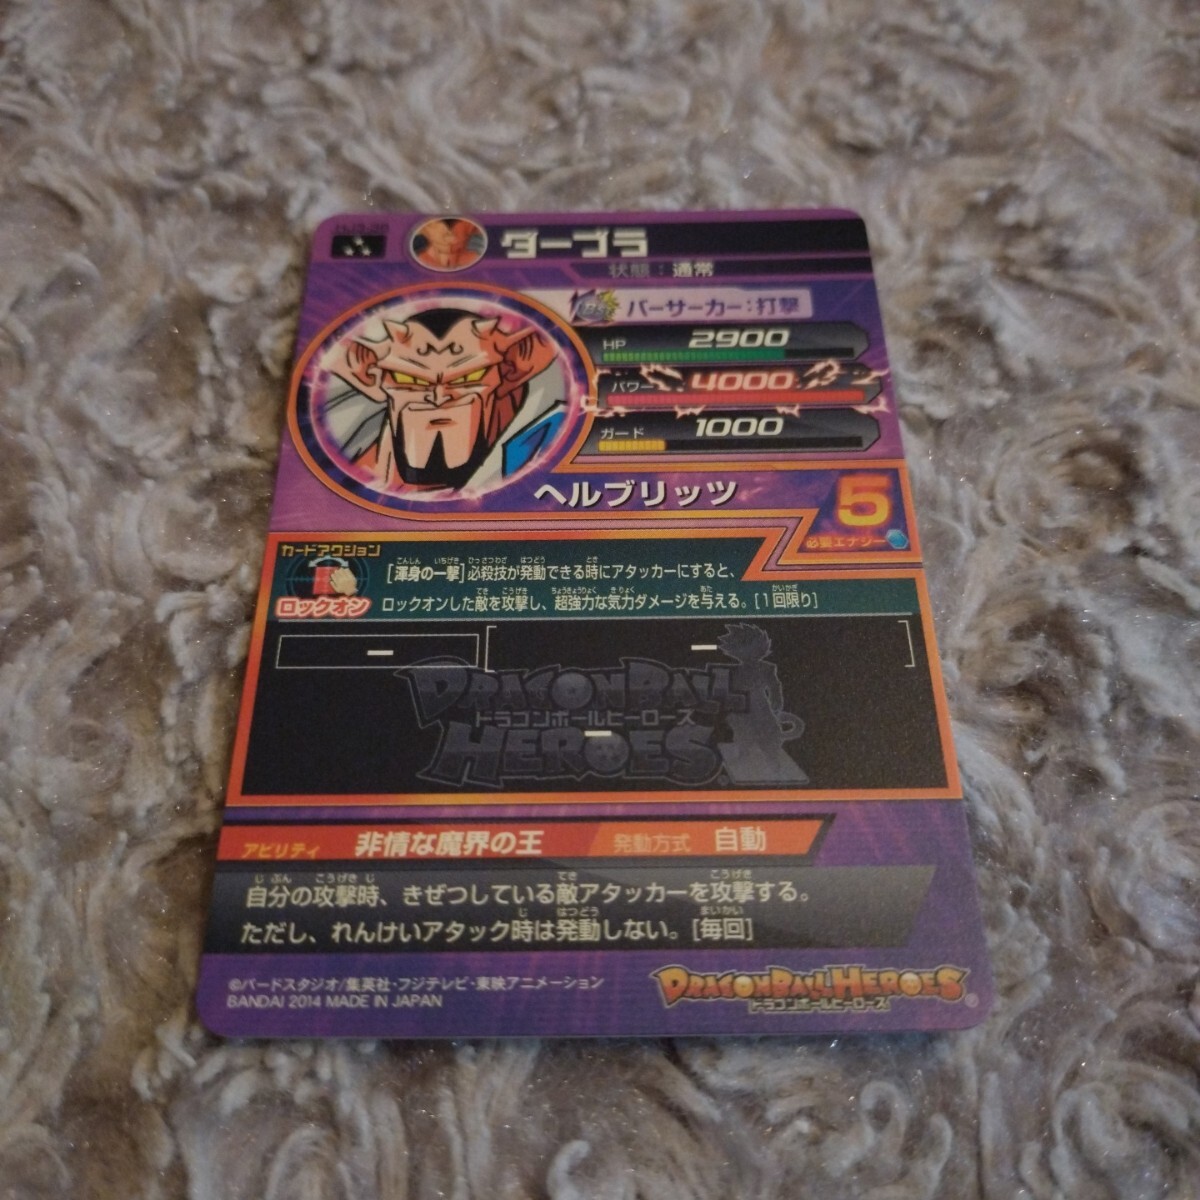 HJ3-38
ダーブラ
状態：通常
バーサーカー：打撃
HP 2900
パワー 4000
ガード 1000
ヘルブリッツ
5
必要エナジー
カードアクション
ロックオン
[渾身の一撃]必殺技が発動できる時にアタッカーにすると、
ロックオンした敵を攻撃し、超強力な気力ダメージを与える。[1回限り]
ー
ー
ー
DRAGONBALL
ドラゴンボールヒーローズ
HEROES
アビリティ 非情な魔界の王 発動方式 自動
自分の攻撃時、きぜつしている敵アタッカーを攻撃する。
ただし、れんけいアタック時は発動しない。[毎回]
©バードスタジオ/集英社・フジテレビ・東映アニメーション
BANDAI 2014 MADE IN JAPAN
DRAGONBALL HEROES
ドラゴンボールヒーローズ